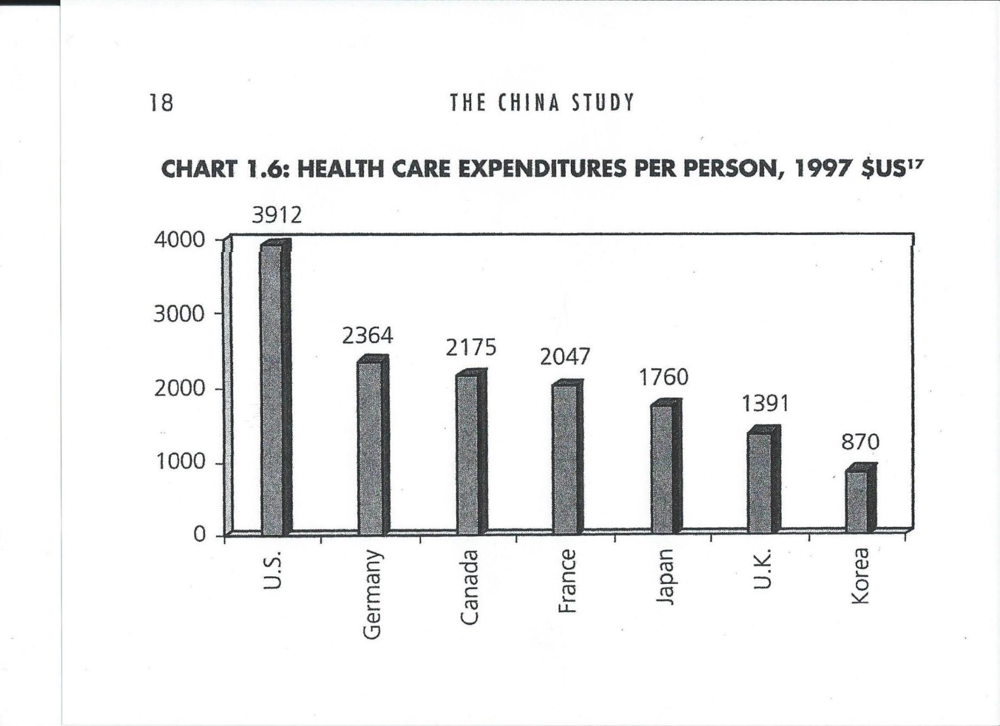 18 THE CHINA STUDY
CHART 1.6: HEALTH CARE EXPENDITURES PER PERSON, 1997 $US¹⁷
3912
4000
3000
2364
2175
2047
2000
1760
1391
1000
870
0
U.S.
Germany
Canada
France
Japan
U.K.
Korea